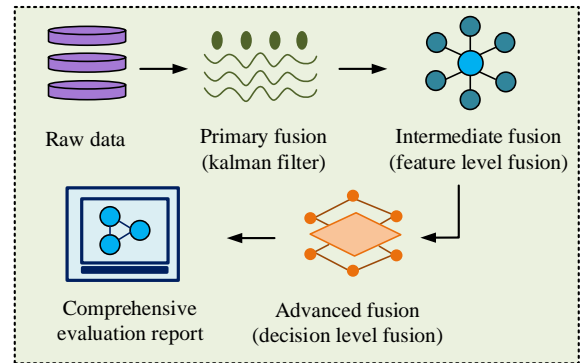 Raw data
Primary fusion
(kalman filter)
Intermediate fusion
(feature level fusion)
Comprehensive
evaluation report
Advanced fusion
(decision level fusion)